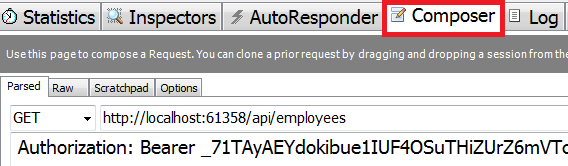 Statistics Inspectors AutoResponder Composer Log
Use this page to compose a Request. You can clone a prior request by dragging and dropping a session from the
Parsed Raw Scratchpad Options
GET http://localhost:61358/api/employees
Authorization: Bearer _71TAyAEYdokibue1IUF4OSuTHiZUrZ6mVTc